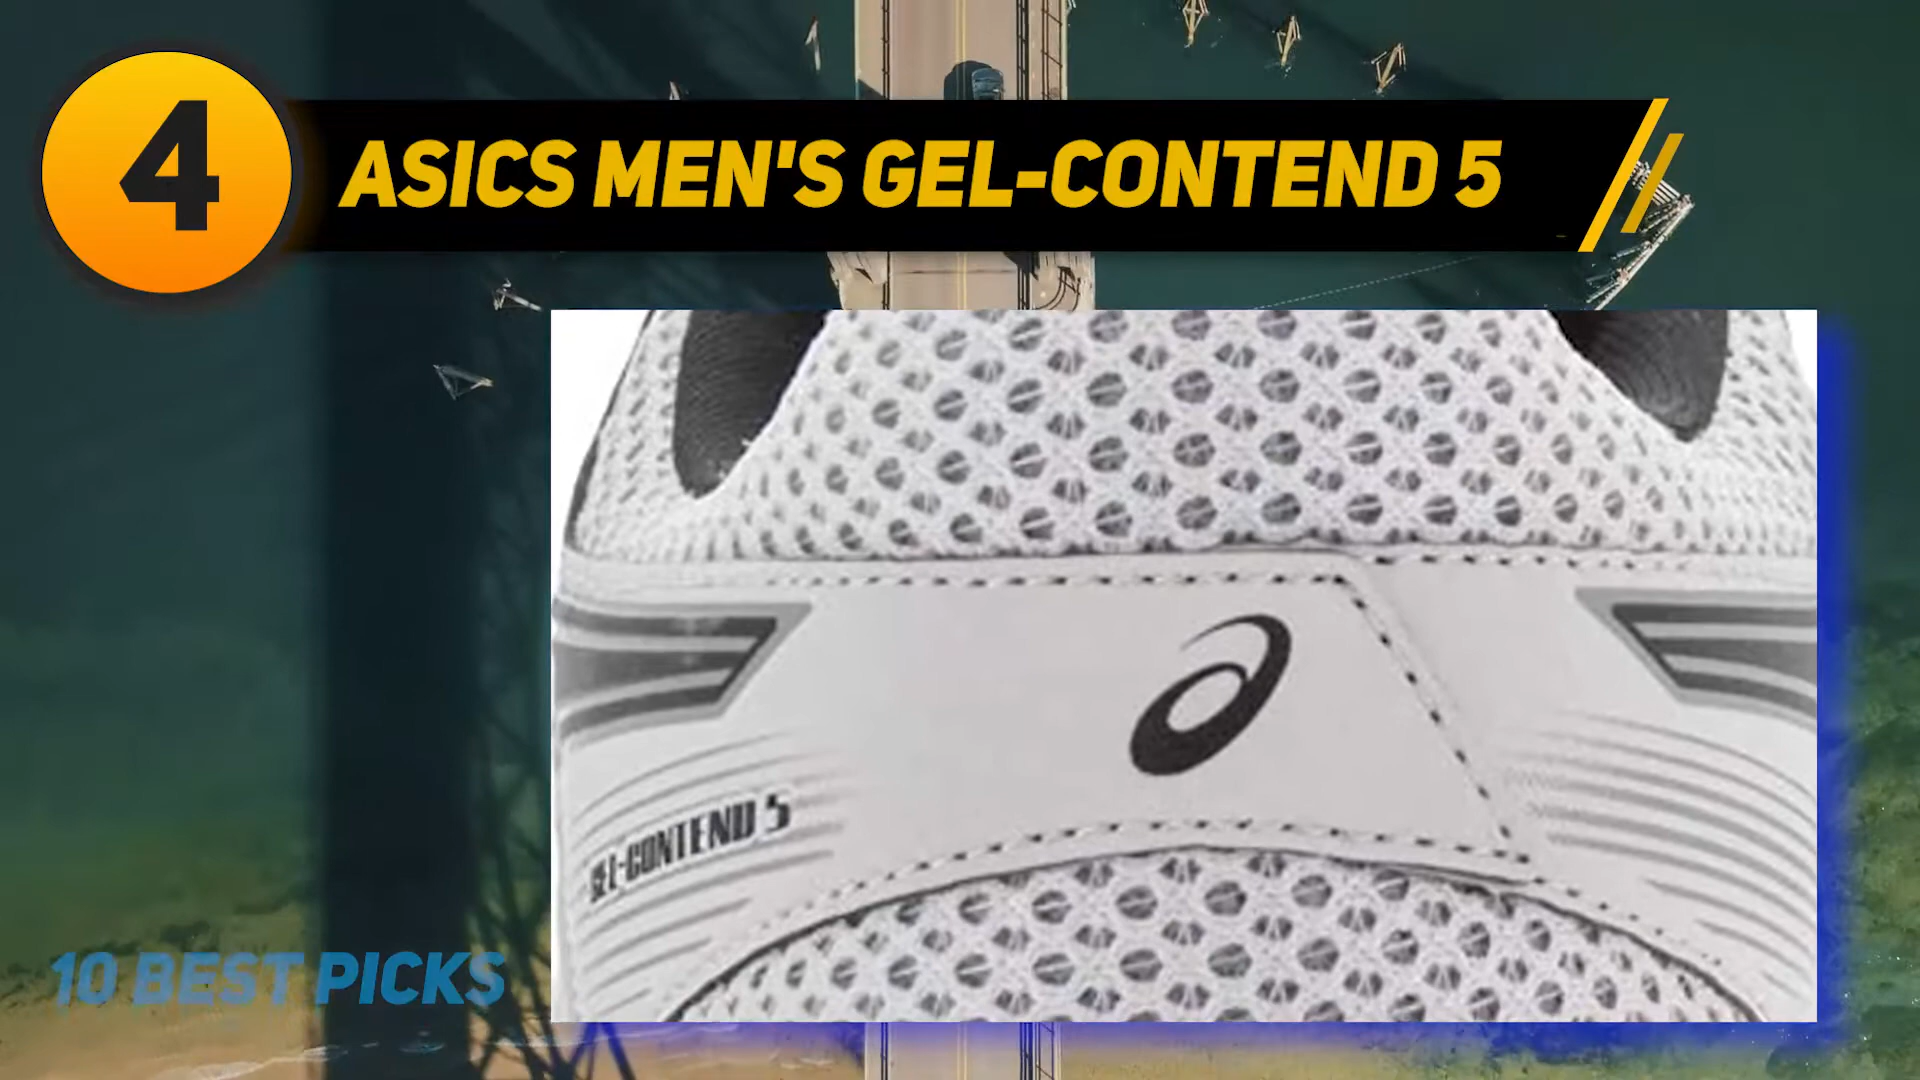 4
ASICS MEN'S GEL-CONTEND 5
GEL-CONTEND 5
10 BEST PICKS